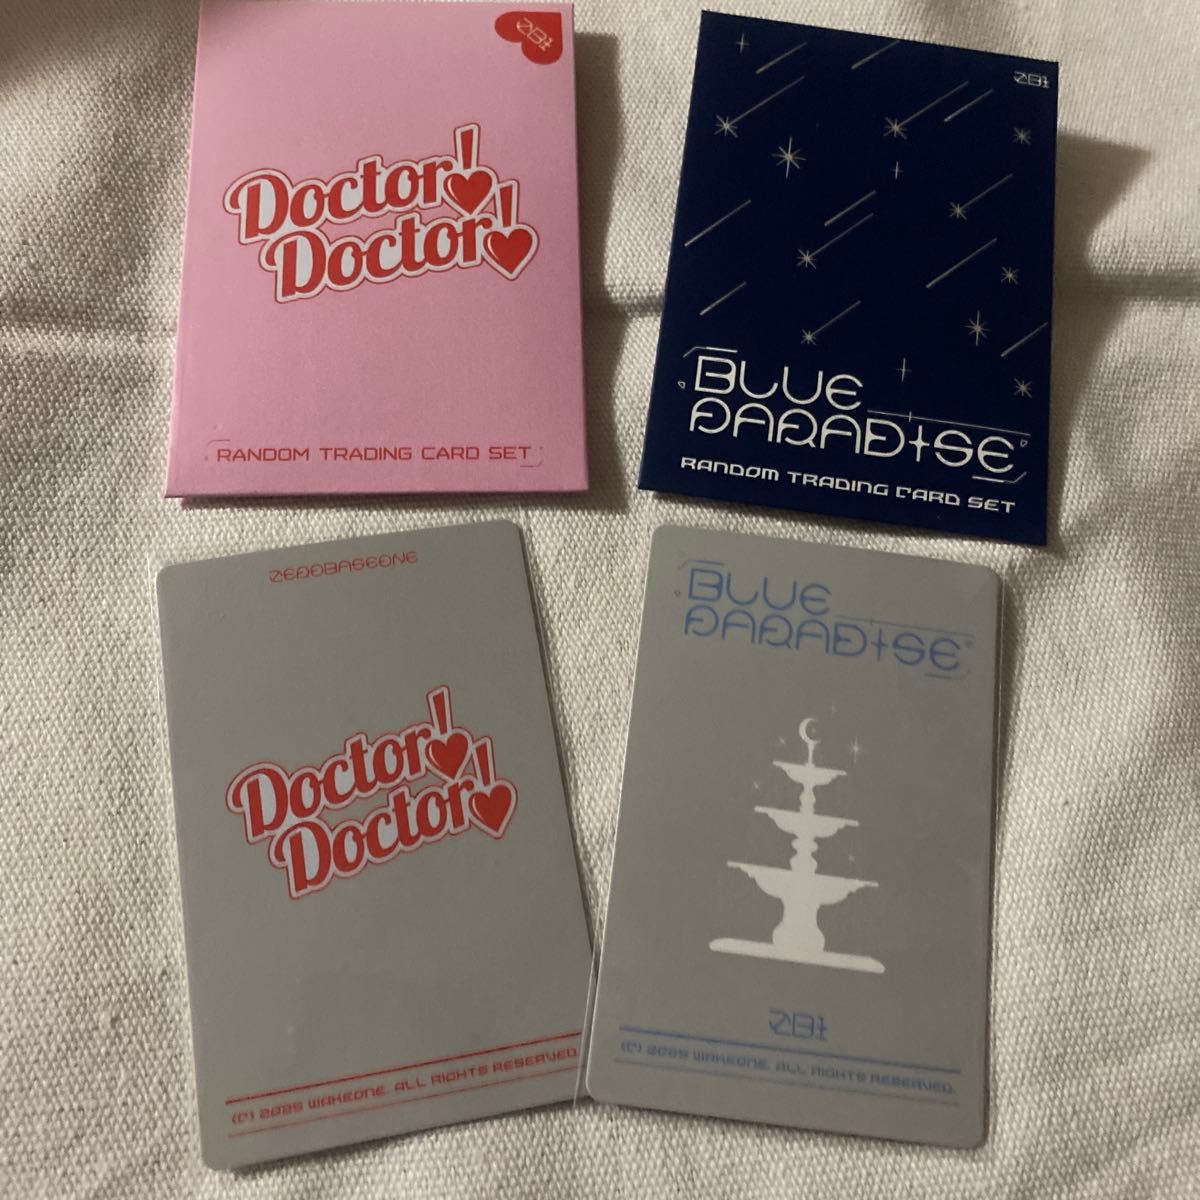 ZB1
Doctor!
Doctor!
RANDOM TRADING CARD SET
ZB1
BLUE
PARADISE
RANDOM TRADING CARD SET
ZEROBASEONE
Doctor!
Doctor!
(C) 2025 WAKEONE. ALL RIGHTS RESERVED
BLUE
PARADISE
ZB1
(C) 2025 WAKEONE. ALL RIGHTS RESERVED.